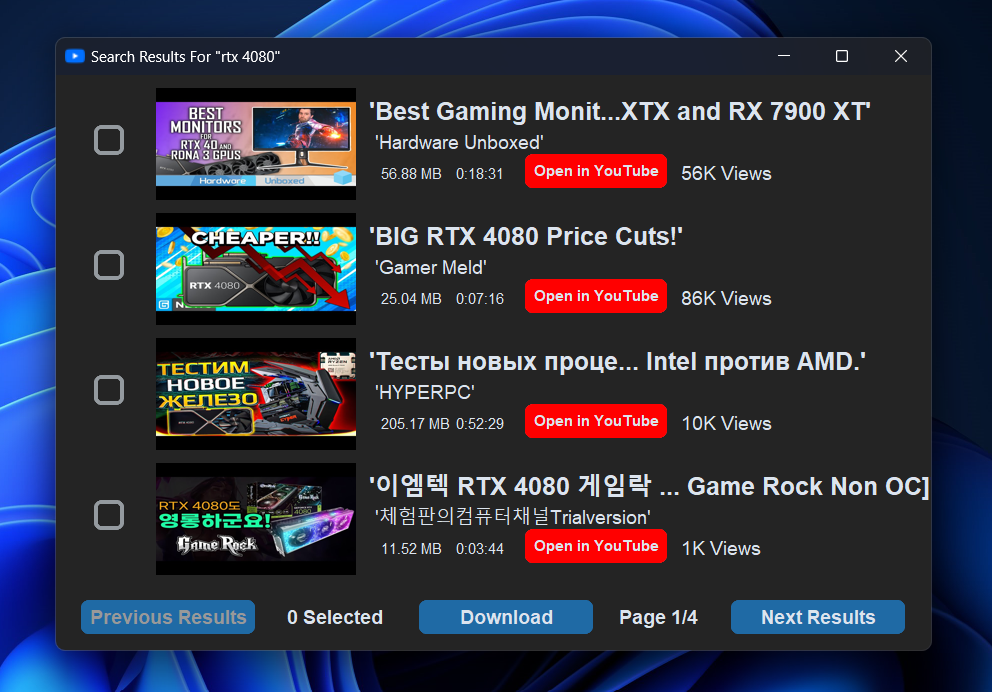 Search Results For "rtx 4080"
BEST
MONITORS
FOR
RTX 40 AND
RDNA 3 GPUS
Hardware Unboxed
'Best Gaming Monit...XTX and RX 7900 XT'
'Hardware Unboxed'
56.88 MB 0:18:31 Open in YouTube 56K Views
CHEAPER!!
RTX 4080
'BIG RTX 4080 Price Cuts!'
'Gamer Meld'
25.04 MB 0:07:16 Open in YouTube 86K Views
ТЕСТИМ
НОВОЕ
ЖЕЛЕЗО
'Тесты новых проце... Intel против AMD.'
'HYPERPC'
205.17 MB 0:52:29 Open in YouTube 10K Views
RTX 4080도
영롱하군요!
GameRock
'이엠텍 RTX 4080 게임락 ... Game Rock Non OC]
'체험판의컴퓨터채널Trialversion'
11.52 MB 0:03:44 Open in YouTube 1K Views
Previous Results 0 Selected Download Page 1/4 Next Results